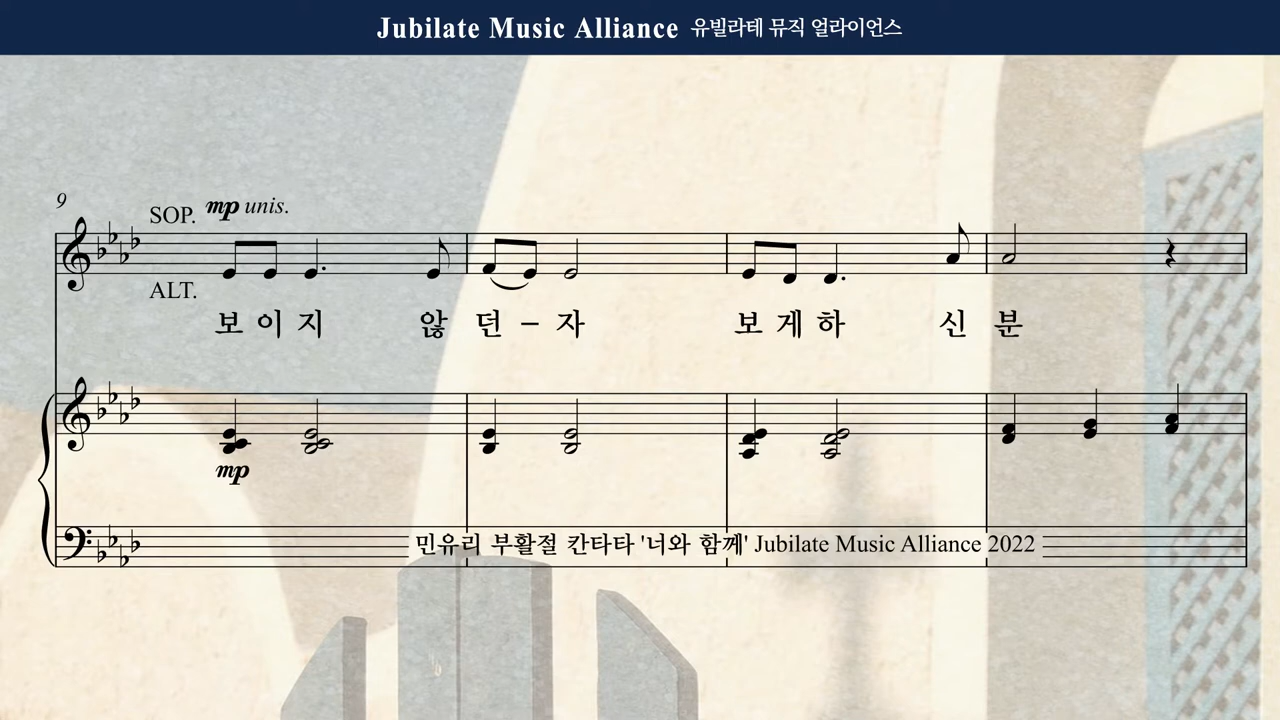 Jubilate Music Alliance 유빌라테 뮤직 얼라이언스
9
SOP. mp unis.
ALT.
보 이 지 않 던 – 자 보 게 하 신 분
mp
민유리 부활절 칸타타 '너와 함께' Jubilate Music Alliance 2022